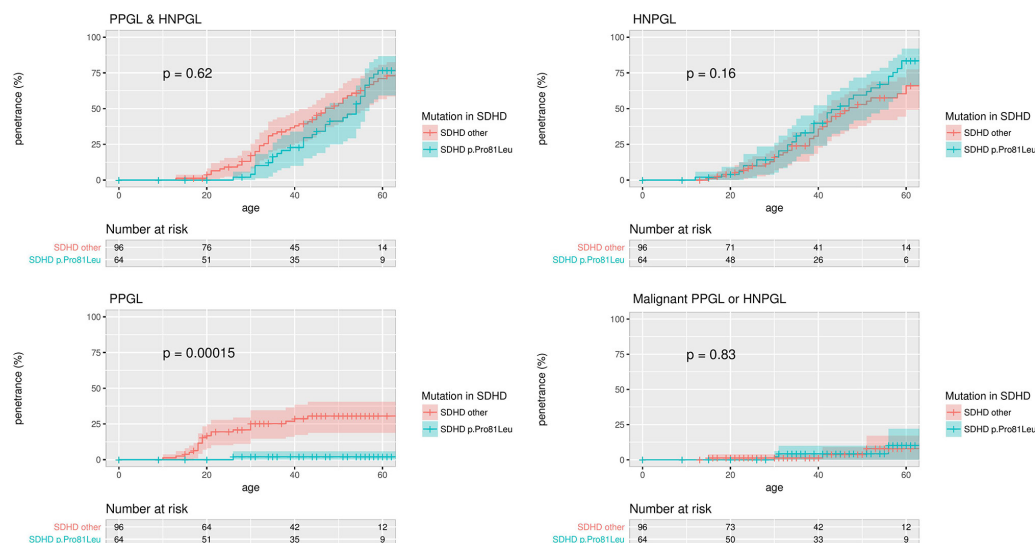 PPGL & HNPGL
100
75
50
25
0
penetrance (%)
p = 0.62
0 20 40 60
age
Mutation in SDHD
SDHD other
SDHD p.Pro81Leu
Number at risk
SDHD other 96 76 45 14
SDHD p.Pro81Leu 64 51 35 9
HNPGL
100
75
50
25
0
penetrance (%)
p = 0.16
0 20 40 60
age
Mutation in SDHD
SDHD other
SDHD p.Pro81Leu
Number at risk
SDHD other 96 71 41 14
SDHD p.Pro81Leu 64 48 26 6
PPGL
100
75
50
25
0
penetrance (%)
p = 0.00015
0 20 40 60
age
Mutation in SDHD
SDHD other
SDHD p.Pro81Leu
Number at risk
SDHD other 96 64 42 12
SDHD p.Pro81Leu 64 51 35 9
Malignant PPGL or HNPGL
100
75
50
25
0
penetrance (%)
p = 0.83
0 20 40 60
age
Mutation in SDHD
SDHD other
SDHD p.Pro81Leu
Number at risk
SDHD other 96 73 42 12
SDHD p.Pro81Leu 64 50 33 9